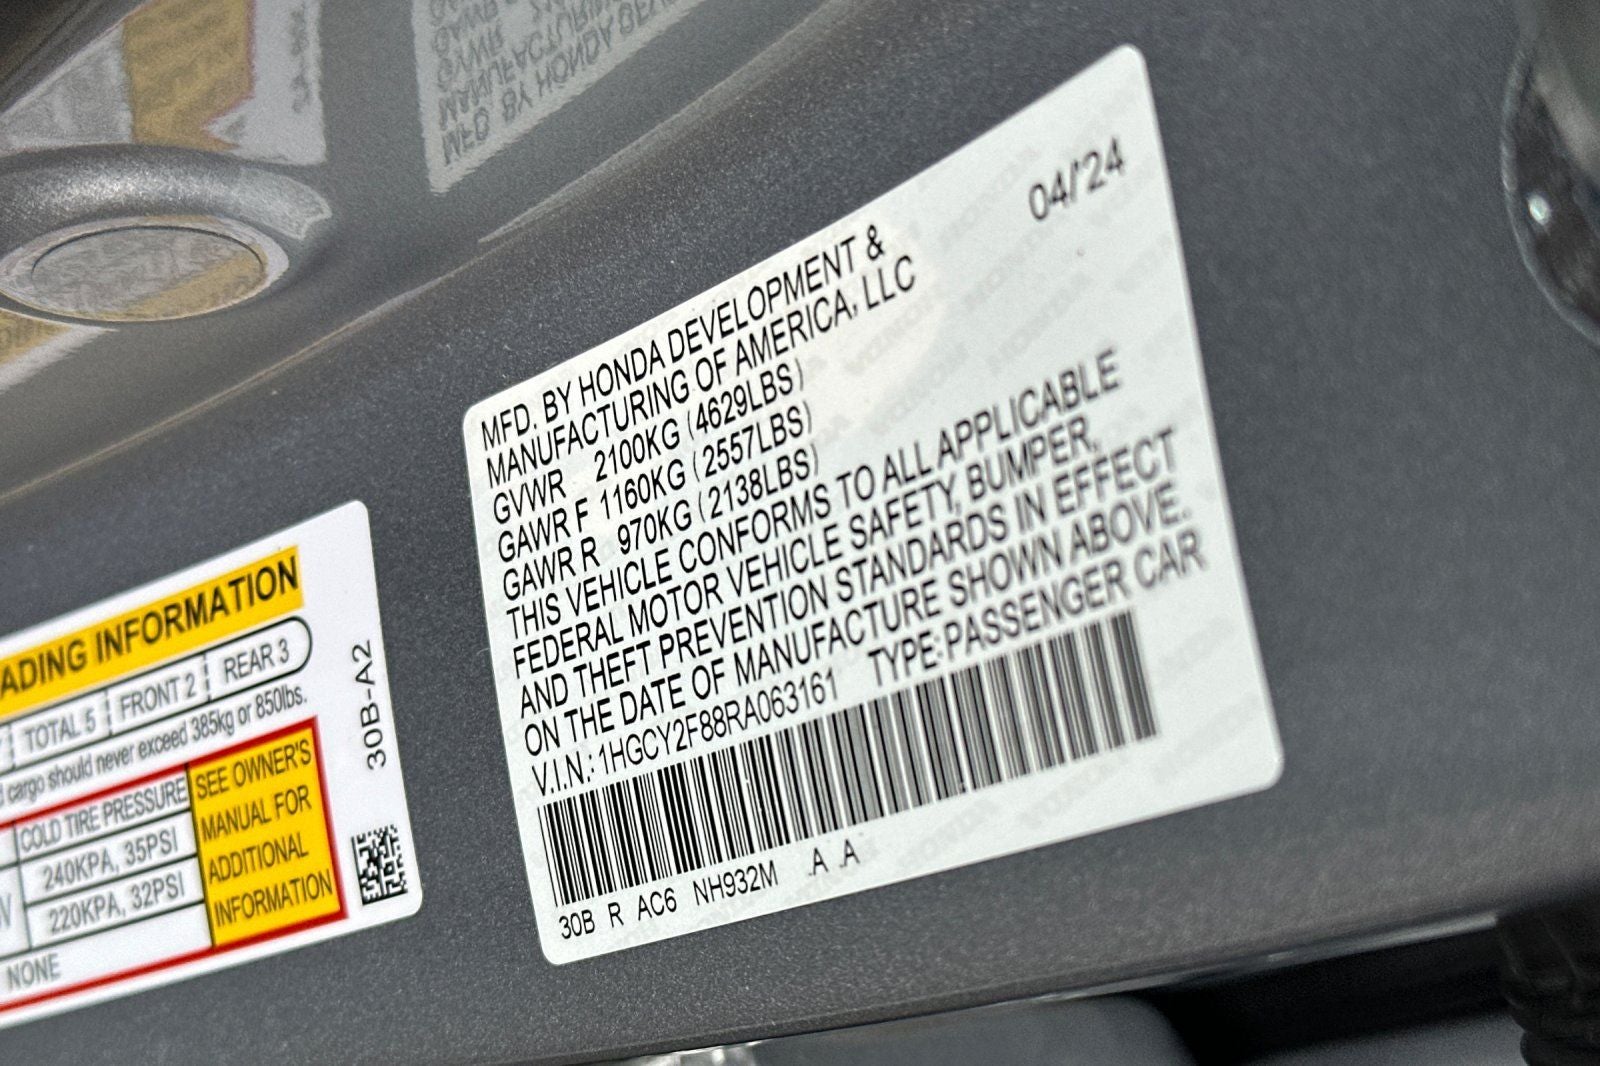 04/'24
MFD. BY HONDA DEVELOPMENT &
MANUFACTURING OF AMERICA, LLC
GVWR 2100KG (4629LBS)
GAWR F 1160KG (2557LBS)
GAWR R 970KG (2138LBS)
THIS VEHICLE CONFORMS TO ALL APPLICABLE
FEDERAL MOTOR VEHICLE SAFETY, BUMPER,
AND THEFT PREVENTION STANDARDS IN EFFECT
ON THE DATE OF MANUFACTURE SHOWN ABOVE.
V.I.N.: 1HGCY2F88RA063161 TYPE:PASSENGER CAR
30B R AC6 NH932M .A .A
INFORMATION
TOTAL 5 FRONT 2 REAR 3
cargo should never exceed 385kg or 850lbs.
COLD TIRE PRESSURE
240KPA, 35PSI
220KPA, 32PSI
NONE
SEE OWNER'S
MANUAL FOR
ADDITIONAL
INFORMATION
30B-A2